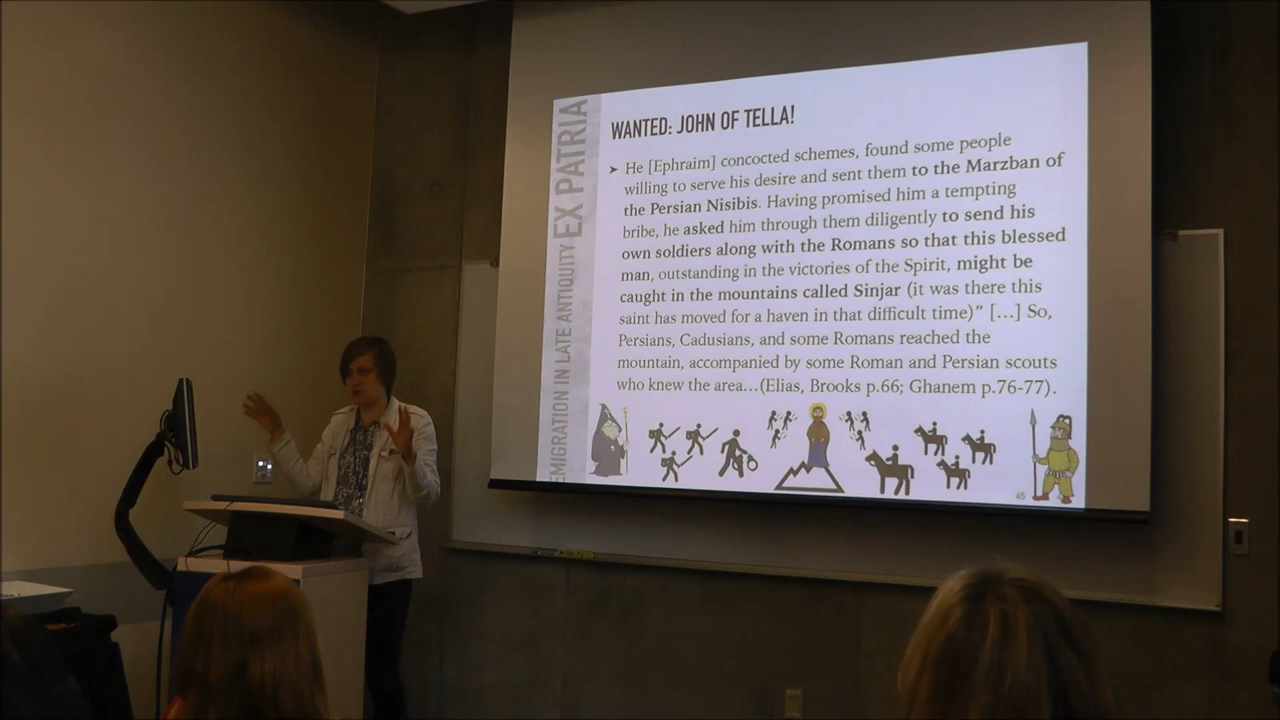 EMIGRATION IN LATE ANTIQUITY EX PATRIA
WANTED: JOHN OF TELLA!
➤ He [Ephraim] concocted schemes, found some people
willing to serve his desire and sent them to the Marzban of
the Persian Nisibis. Having promised him a tempting
bribe, he asked him through them diligently to send his
own soldiers along with the Romans so that this blessed
man, outstanding in the victories of the Spirit, might be
caught in the mountains called Sinjar (it was there this
saint has moved for a haven in that difficult time)” […] So,
Persians, Cadusians, and some Romans reached the
mountain, accompanied by some Roman and Persian scouts
who knew the area…(Elias, Brooks p.66; Ghanem p.76-77).
45